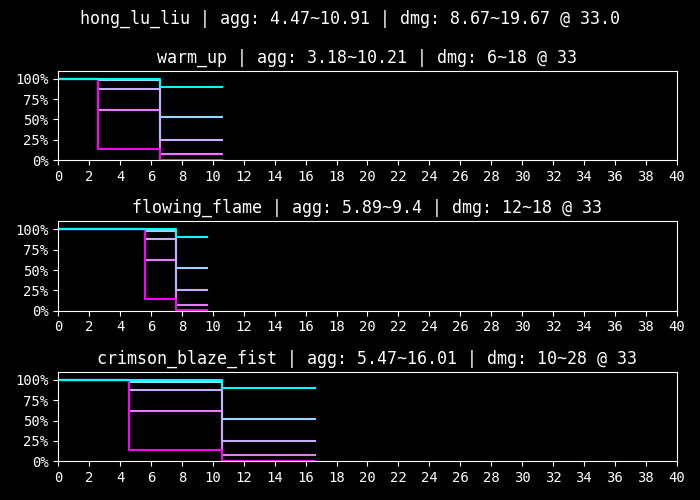 hong_lu_liu | agg: 4.47~10.91 | dmg: 8.67~19.67 @ 33.0
warm_up | agg: 3.18~10.21 | dmg: 6~18 @ 33
100%
75%
50%
25%
0%
0 2 4 6 8 10 12 14 16 18 20 22 24 26 28 30 32 34 36 38 40
flowing_flame | agg: 5.89~9.4 | dmg: 12~18 @ 33
100%
75%
50%
25%
0%
0 2 4 6 8 10 12 14 16 18 20 22 24 26 28 30 32 34 36 38 40
crimson_blaze_fist | agg: 5.47~16.01 | dmg: 10~28 @ 33
100%
75%
50%
25%
0%
0 2 4 6 8 10 12 14 16 18 20 22 24 26 28 30 32 34 36 38 40